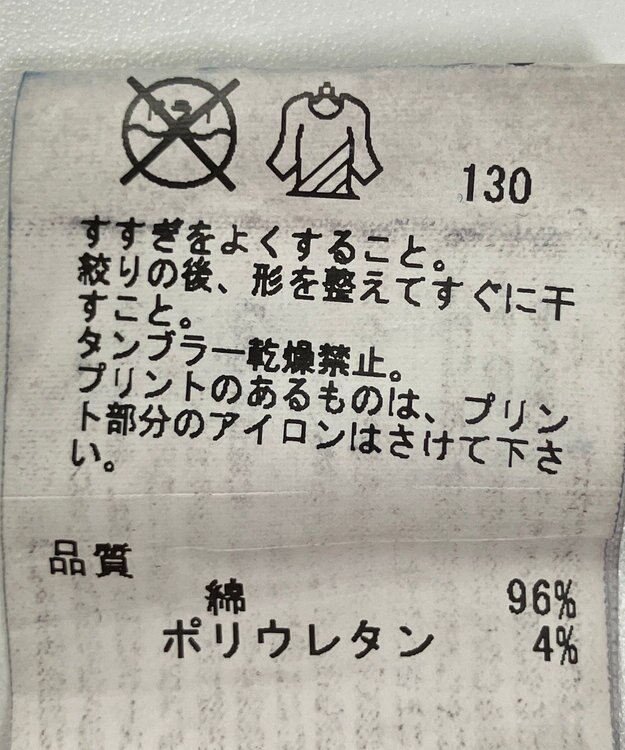 130
すすぎをよくすること。
絞りの後、形を整えてすぐに干
すこと。
タンブラー乾燥禁止。
プリントのあるものは、プリン
ト部分のアイロンはさけて下さ
い。
品質
綿 96%
ポリウレタン 4%